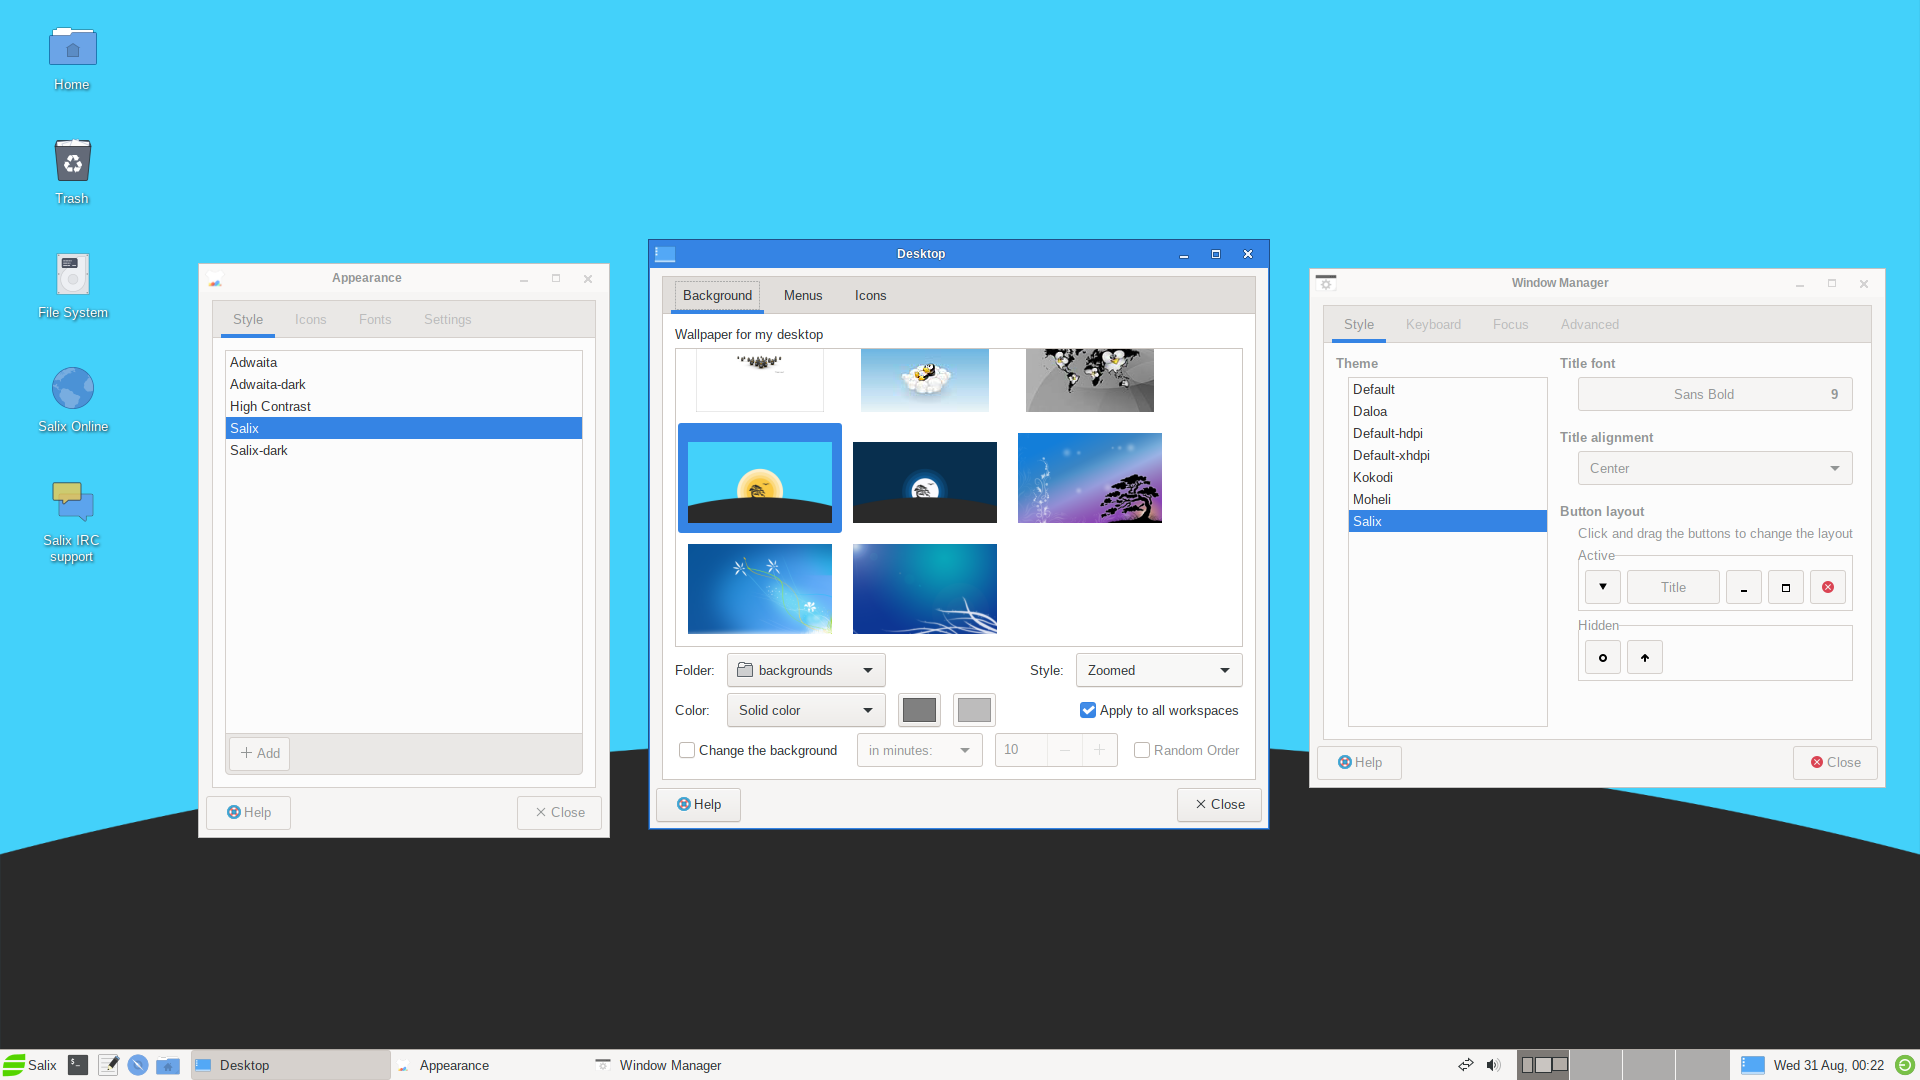 Home
Trash
File System
Salix Online
Salix IRC
support
Appearance
Style Icons Fonts Settings
Adwaita
Adwaita-dark
High Contrast
Salix
Salix-dark
Add
Help Close
Desktop
Background Menus Icons
Wallpaper for my desktop
Folder: backgrounds Style: Zoomed
Color: Solid color Apply to all workspaces
Change the background in minutes: 10 Random Order
Help Close
Window Manager
Style Keyboard Focus Advanced
Theme
Default
Daloa
Default-hdpi
Default-xhdpi
Kokodi
Moheli
Salix
Title font
Sans Bold 9
Title alignment
Center
Button layout
Click and drag the buttons to change the layout
Active
Title
Hidden
Help Close
Salix Desktop Appearance Window Manager Wed 31 Aug, 00:22